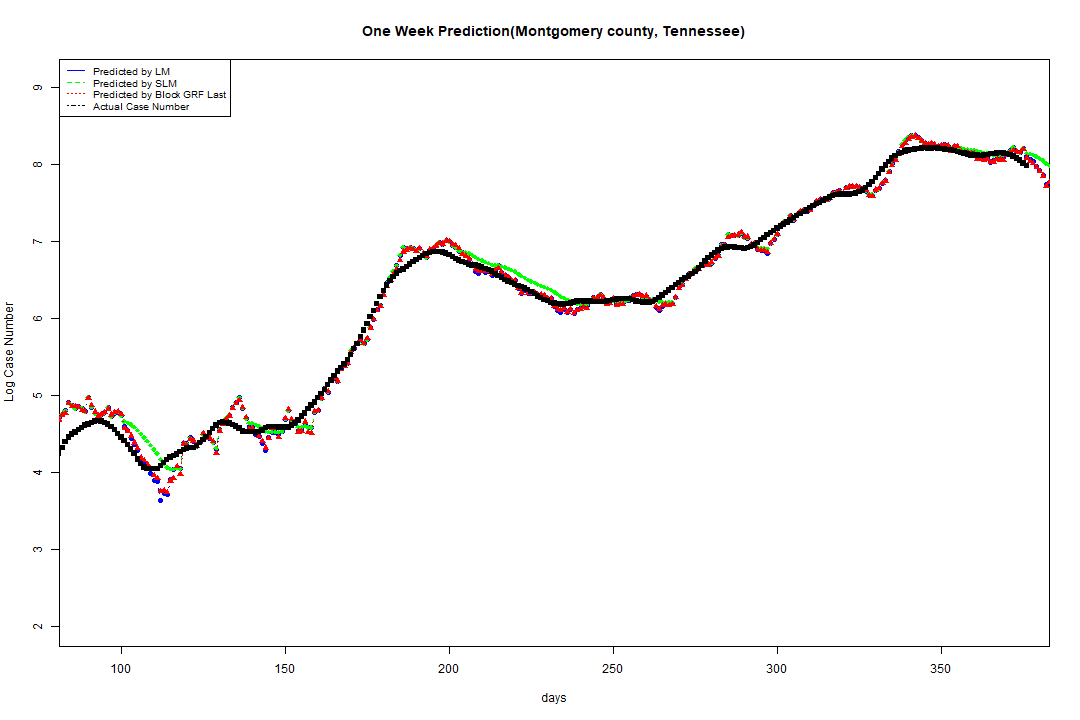 One Week Prediction(Montgomery county, Tennessee)
Predicted by LM
Predicted by SLM
Predicted by Block GRF Last
Actual Case Number
9
8
7
6
5
4
3
2
Log Case Number
100 150 200 250 300 350
days